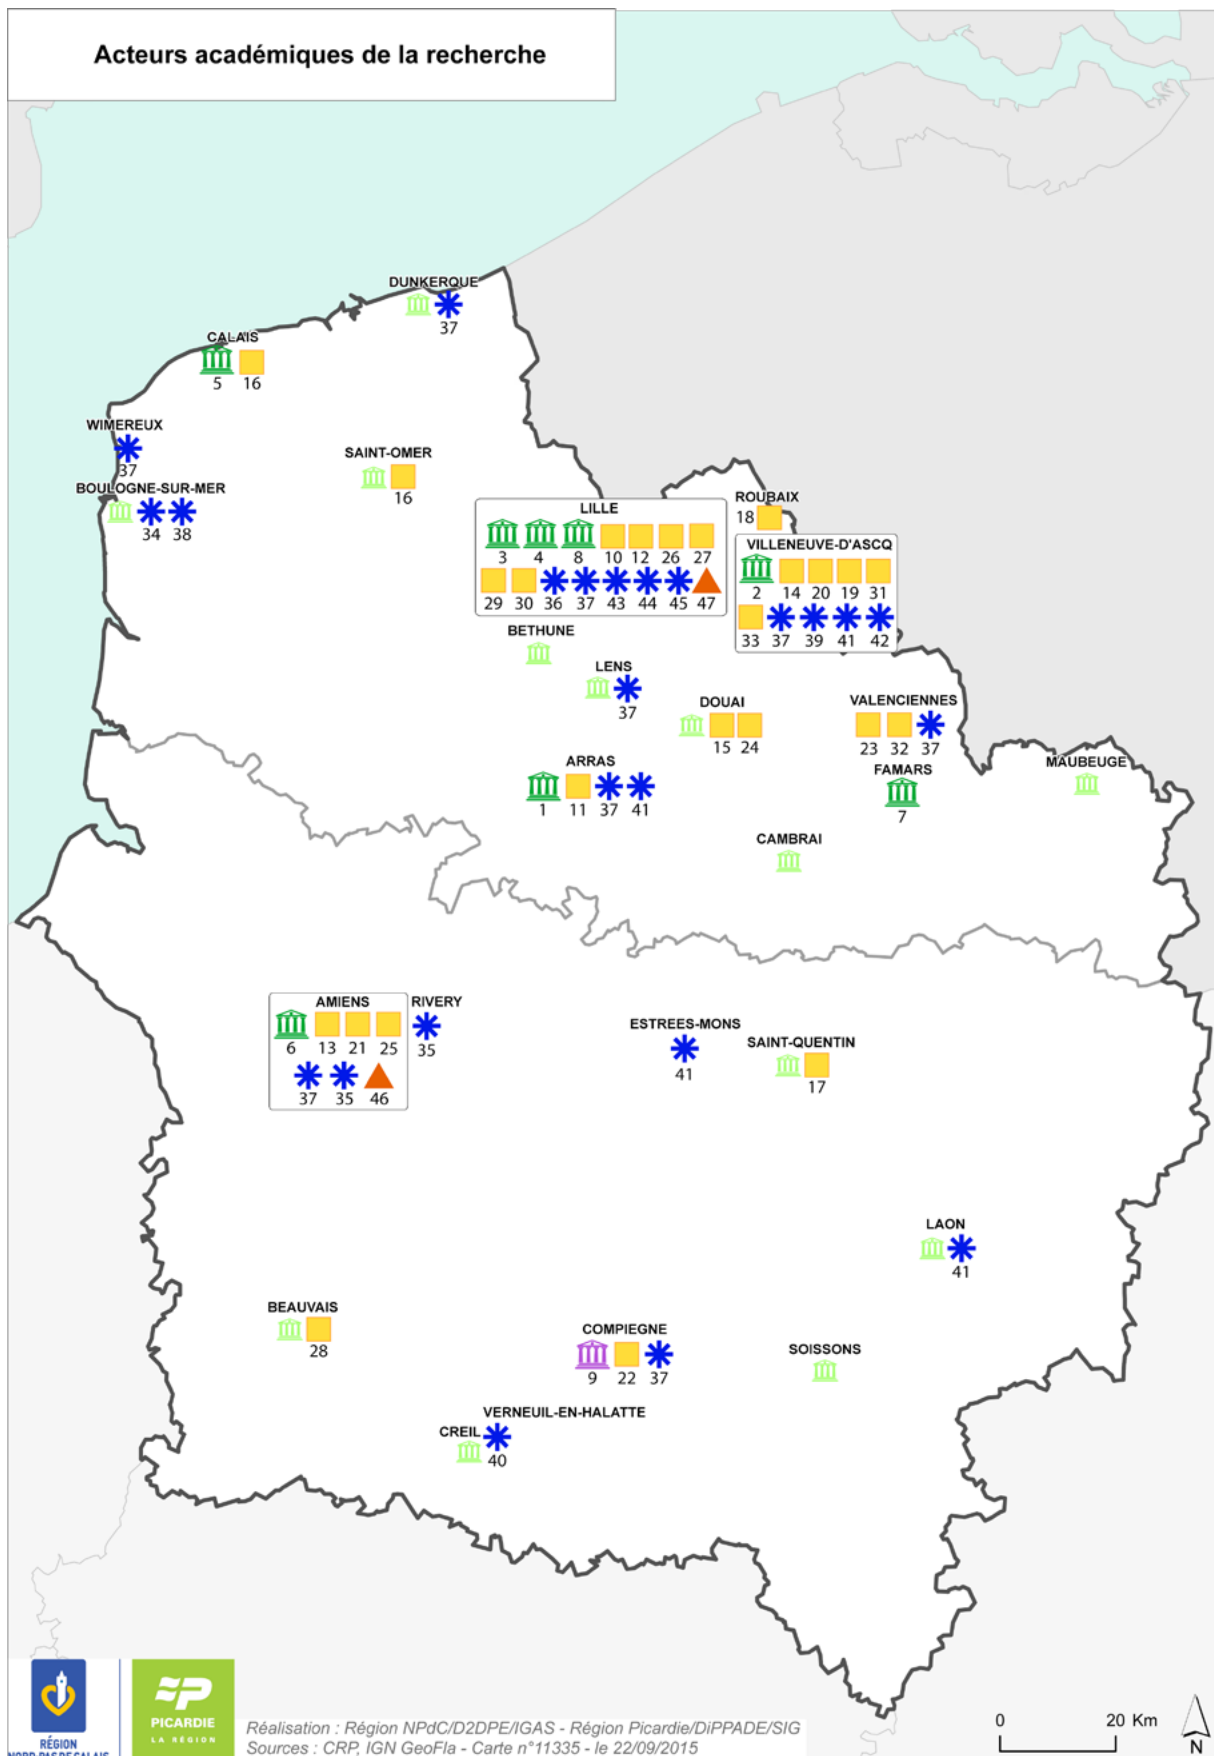 Acteurs académiques de la recherche
DUNKERQUE
37
CALAIS
5 16
WIMEREUX
37
SAINT-OMER
16
BOULOGNE-SUR-MER
34 38
LILLE
3 4 8 10 12 26 27
29 30 36 37 43 44 45 47
ROUBAIX
18
VILLENEUVE-D'ASCQ
2 14 20 19 31
33 37 39 41 42
BETHUNE
LENS
37
DOUAI
15 24
VALENCIENNES
23 32 37
FAMARS
7
MAUBEUGE
ARRAS
1 11 37 41
CAMBRAI
AMIENS
6 13 21 25
37 35 46
RIVERY
35
ESTREES-MONS
41
SAINT-QUENTIN
17
LAON
41
BEAUVAIS
28
COMPIEGNE
9 22 37
SOISSONS
VERNEUIL-EN-HALATTE
40
CREIL
RÉGION
NORD-PAS DE CALAIS
PICARDIE
LA RÉGION
Réalisation : Région NPdC/D2DPE/IGAS - Région Picardie/DiPPADE/SIG
Sources : CRP, IGN GeoFla - Carte n°11335 - le 22/09/2015
0 20 Km
N